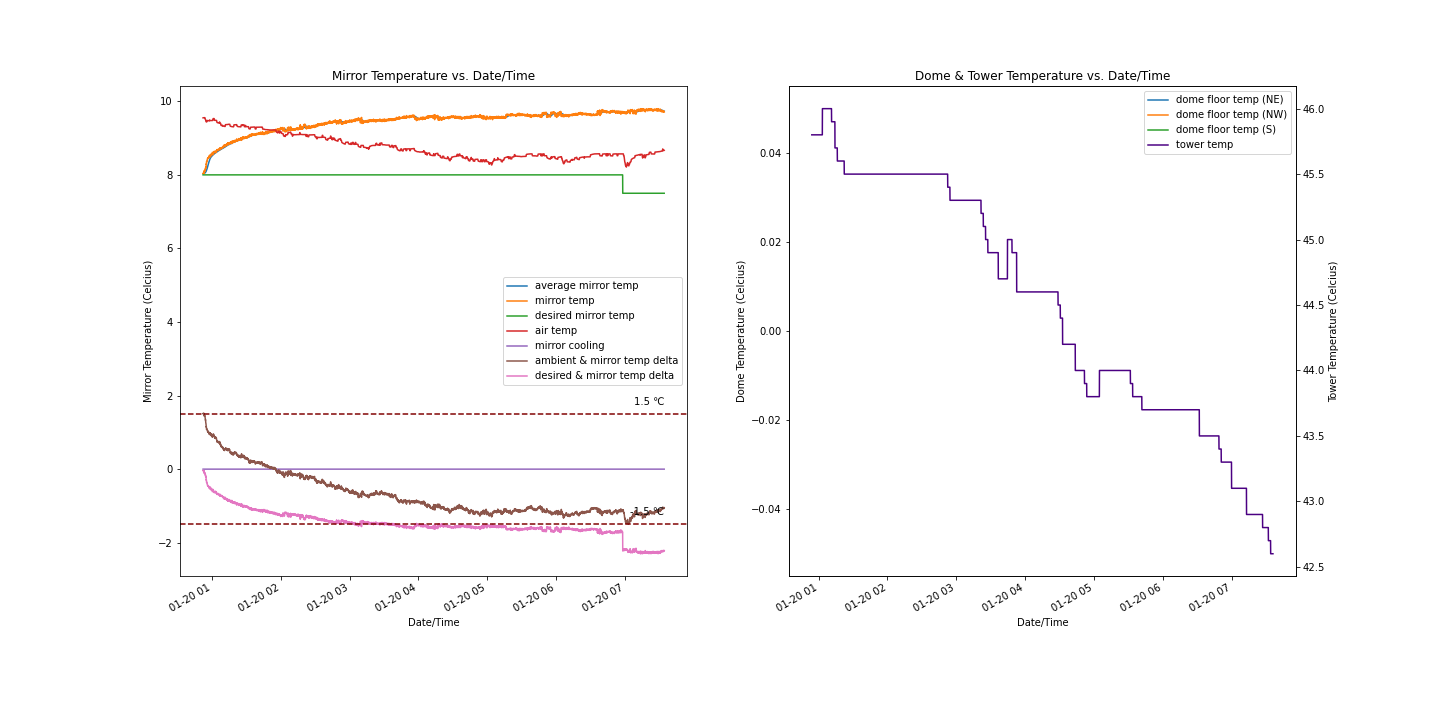 Mirror Temperature vs. Date/Time
10
8
6
4
2
0
−2
Mirror Temperature (Celcius)
average mirror temp
mirror temp
desired mirror temp
air temp
mirror cooling
ambient & mirror temp delta
desired & mirror temp delta
1.5 ℃
-1.5 ℃
01-20 01
01-20 02
01-20 03
01-20 04
01-20 05
01-20 06
01-20 07
Date/Time
Dome & Tower Temperature vs. Date/Time
0.04
0.02
0.00
−0.02
−0.04
Dome Temperature (Celcius)
dome floor temp (NE)
dome floor temp (NW)
dome floor temp (S)
tower temp
46.0
45.5
45.0
44.5
44.0
43.5
43.0
42.5
Tower Temperature (Celcius)
01-20 01
01-20 02
01-20 03
01-20 04
01-20 05
01-20 06
01-20 07
Date/Time